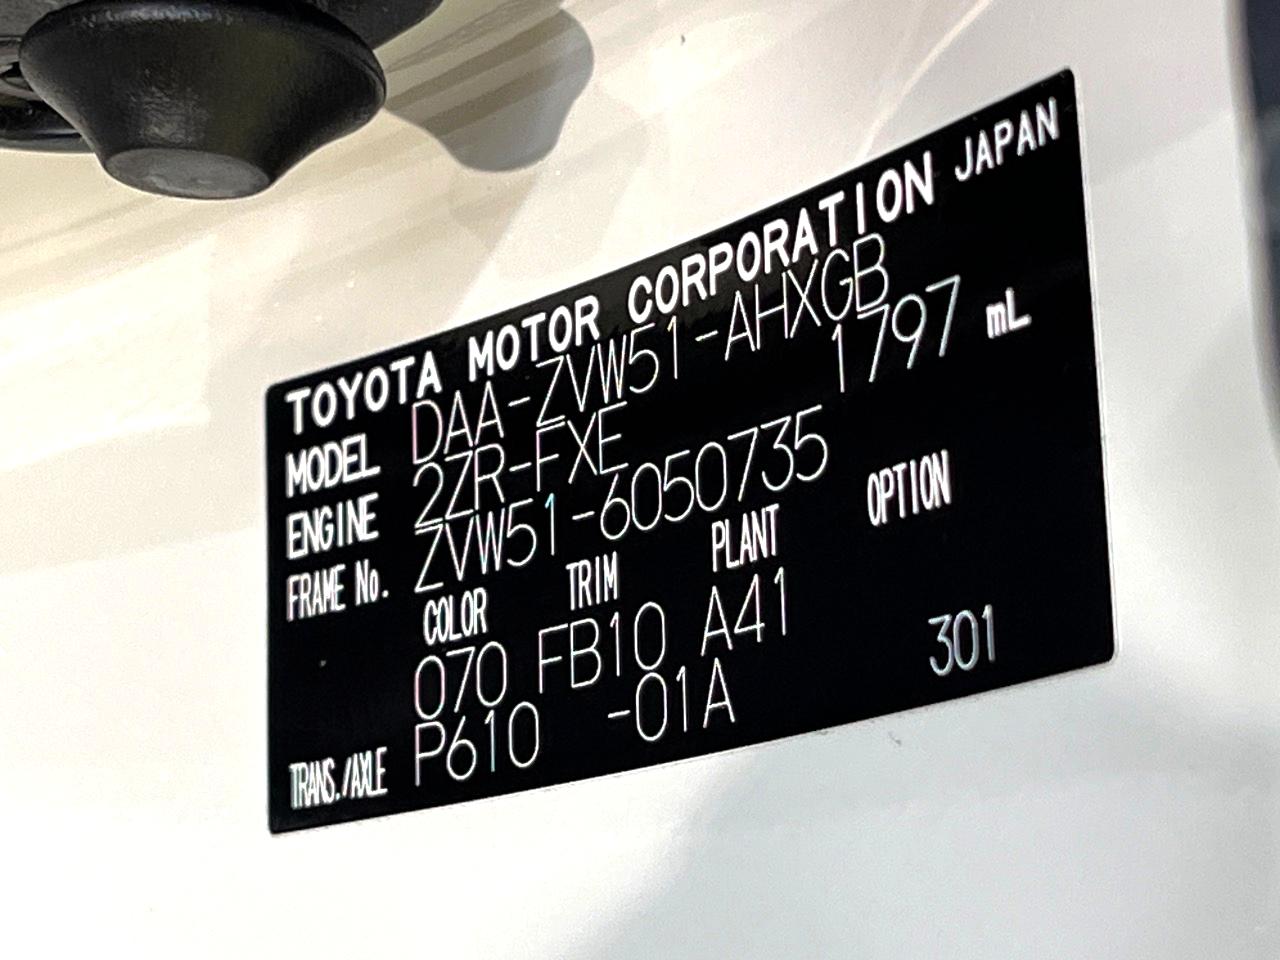 TOYOTA MOTOR CORPORATION JAPAN
MODEL DAA-ZVW51-AHXGB
ENGINE 2ZR-FXE 1797 mL
FRAME No. ZVW51-6050735
COLOR TRIM PLANT OPTION
070 FB10 A41
TRANS./AXLE P610 -01A 301